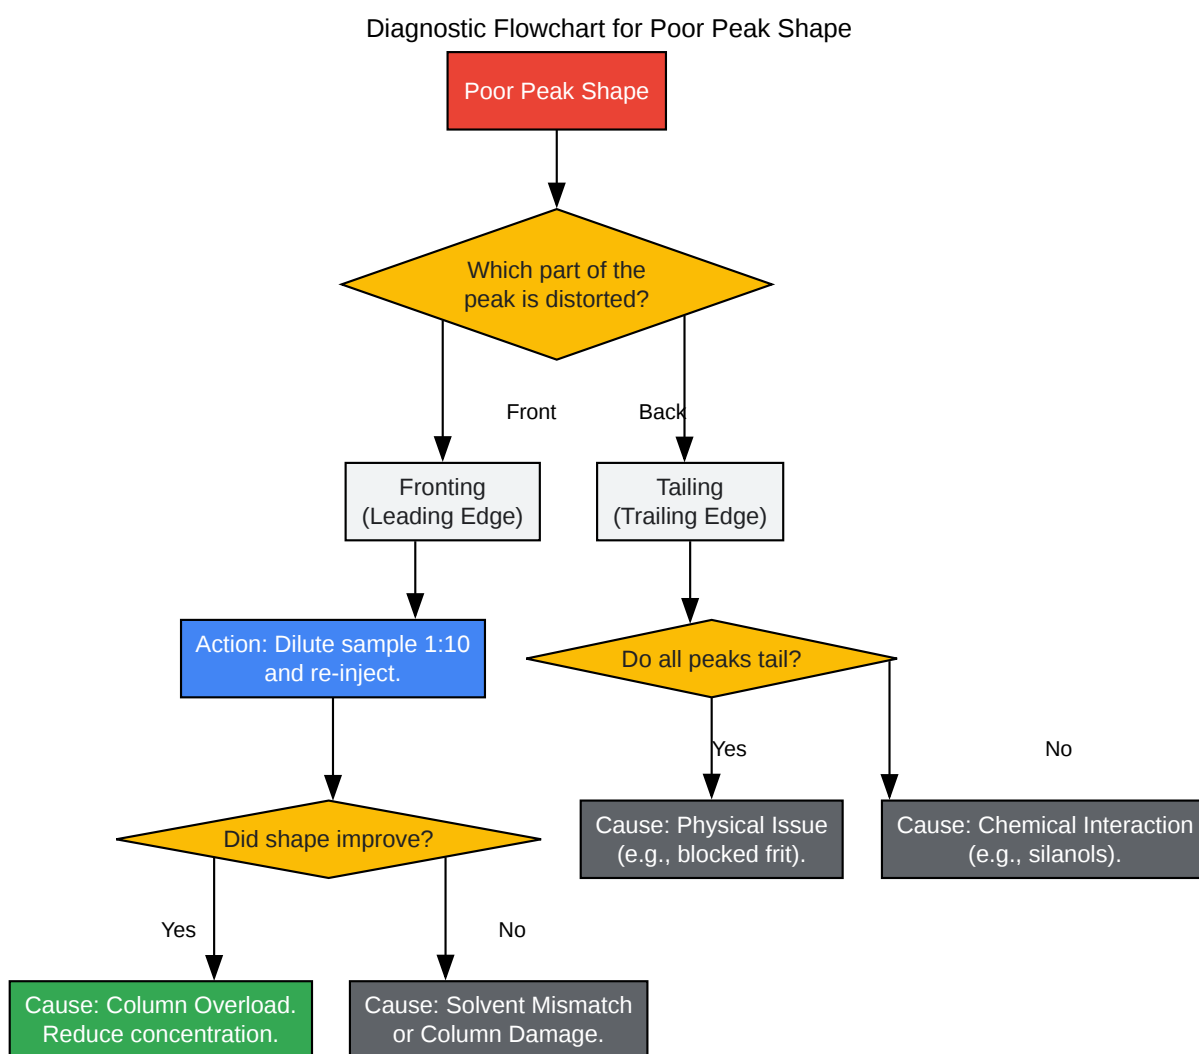 Diagnostic Flowchart for Poor Peak Shape
Poor Peak Shape
Which part of the
peak is distorted?
Front
Back
Fronting
(Leading Edge)
Tailing
(Trailing Edge)
Action: Dilute sample 1:10
and re-inject.
Do all peaks tail?
Yes
No
Did shape improve?
Cause: Physical Issue
(e.g., blocked frit).
Cause: Chemical Interaction
(e.g., silanols).
Yes
No
Cause: Column Overload.
Reduce concentration.
Cause: Solvent Mismatch
or Column Damage.